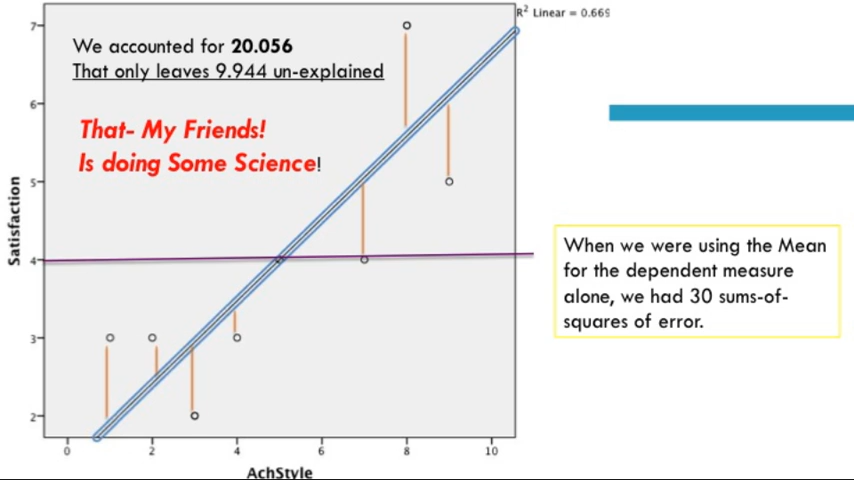 R² Linear = 0.669
We accounted for 20.056
That only leaves 9.944 un-explained
That- My Friends!
Is doing Some Science!
When we were using the Mean
for the dependent measure
alone, we had 30 sums-of-
squares of error.
Satisfaction
7
6
5
4
3
2
0
2
4
6
8
10
AchStyle